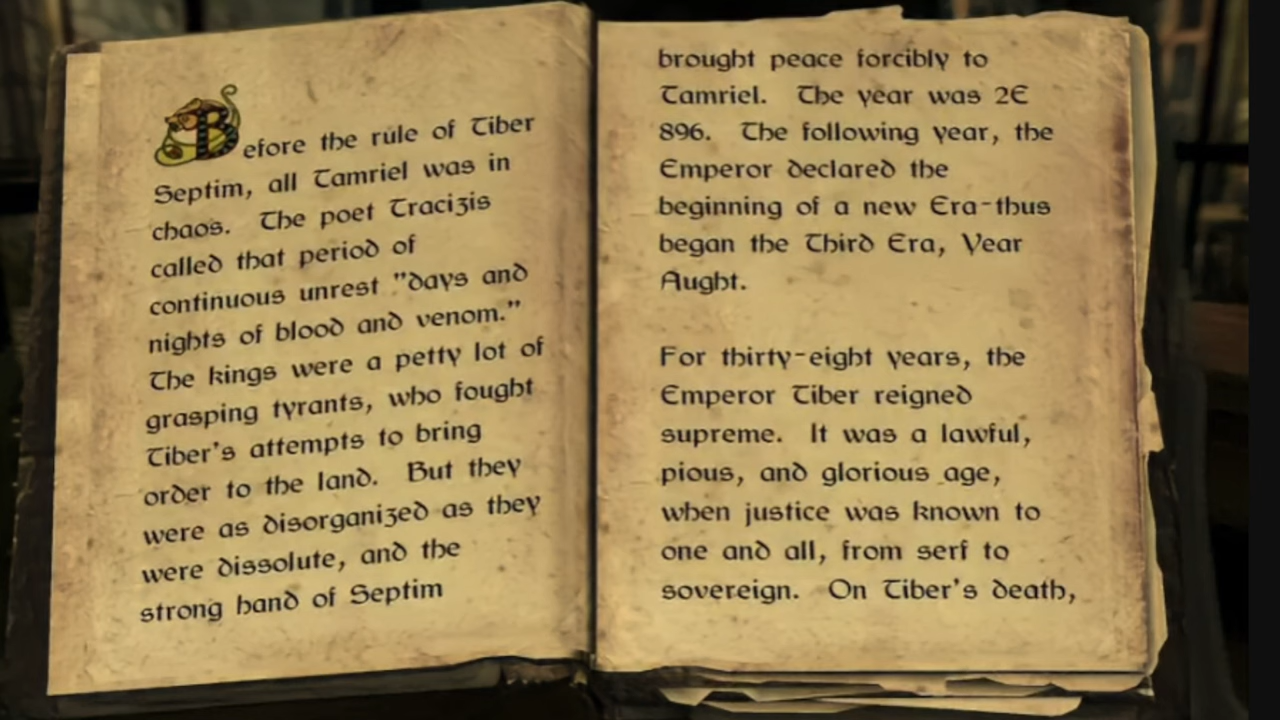 Before the rule of Tiber
Septim, all Tamriel was in
chaos.  The poet Tracizis
called that period of
continuous unrest "days and
nights of blood and venom."
The kings were a petty lot of
grasping tyrants, who fought
Tiber's attempts to bring
order to the land.  But they
were as disorganized as they
were dissolute, and the
strong hand of Septim
brought peace forcibly to
Tamriel.  The year was 2E
896.  The following year, the
Emperor declared the
beginning of a new Era-thus
began the Third Era, Year
Aught.

For thirty-eight years, the
Emperor Tiber reigned
supreme.  It was a lawful,
pious, and glorious age,
when justice was known to
one and all, from serf to
sovereign.  On Tiber's death,